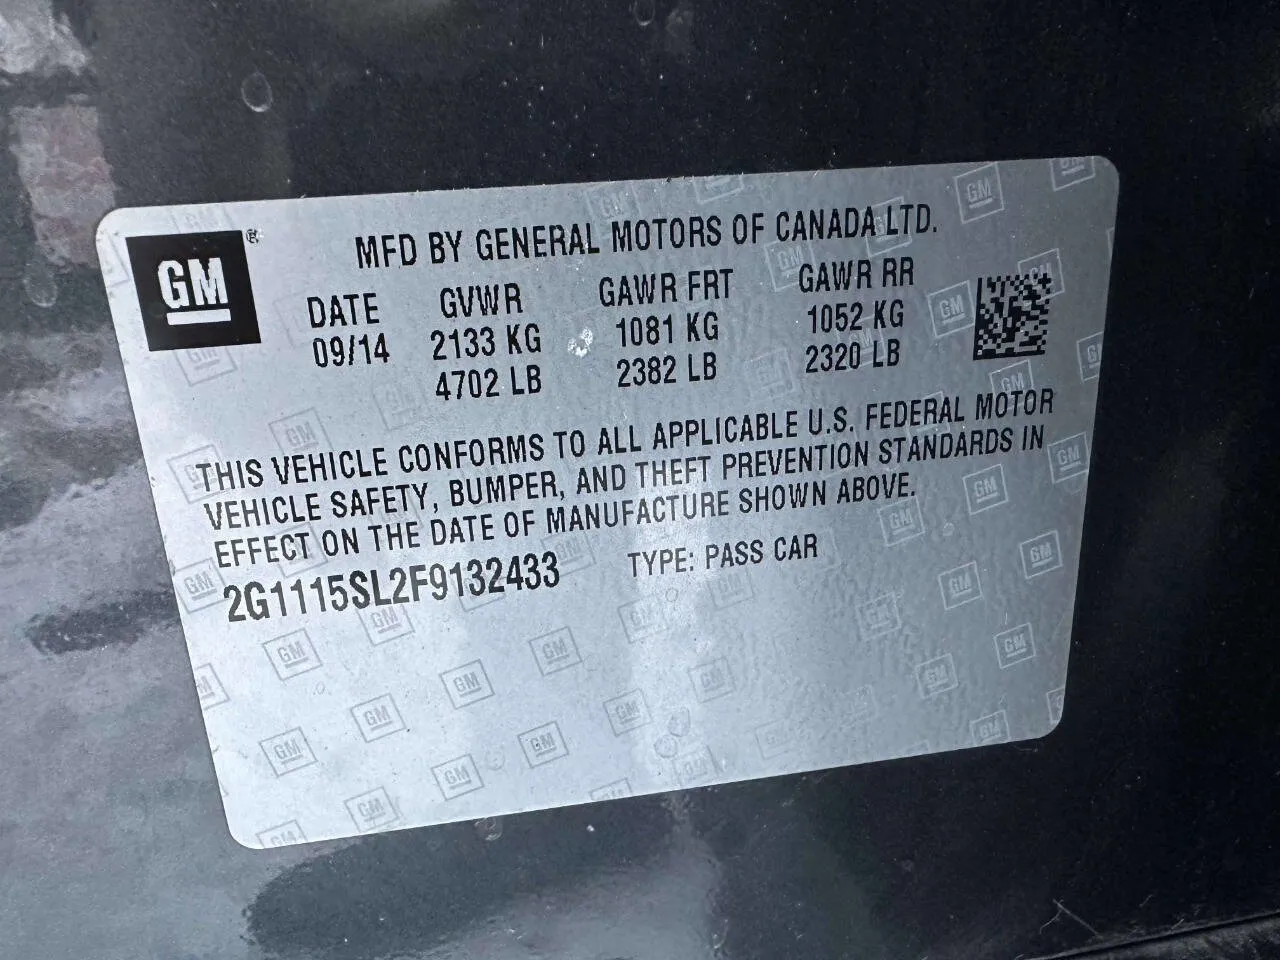 GM®
MFD BY GENERAL MOTORS OF CANADA LTD.
DATE GVWR GAWR FRT GAWR RR
09/14 2133 KG 1081 KG 1052 KG
4702 LB 2382 LB 2320 LB
THIS VEHICLE CONFORMS TO ALL APPLICABLE U.S. FEDERAL MOTOR
VEHICLE SAFETY, BUMPER, AND THEFT PREVENTION STANDARDS IN
EFFECT ON THE DATE OF MANUFACTURE SHOWN ABOVE.
2G1115SL2F9132433 TYPE: PASS CAR